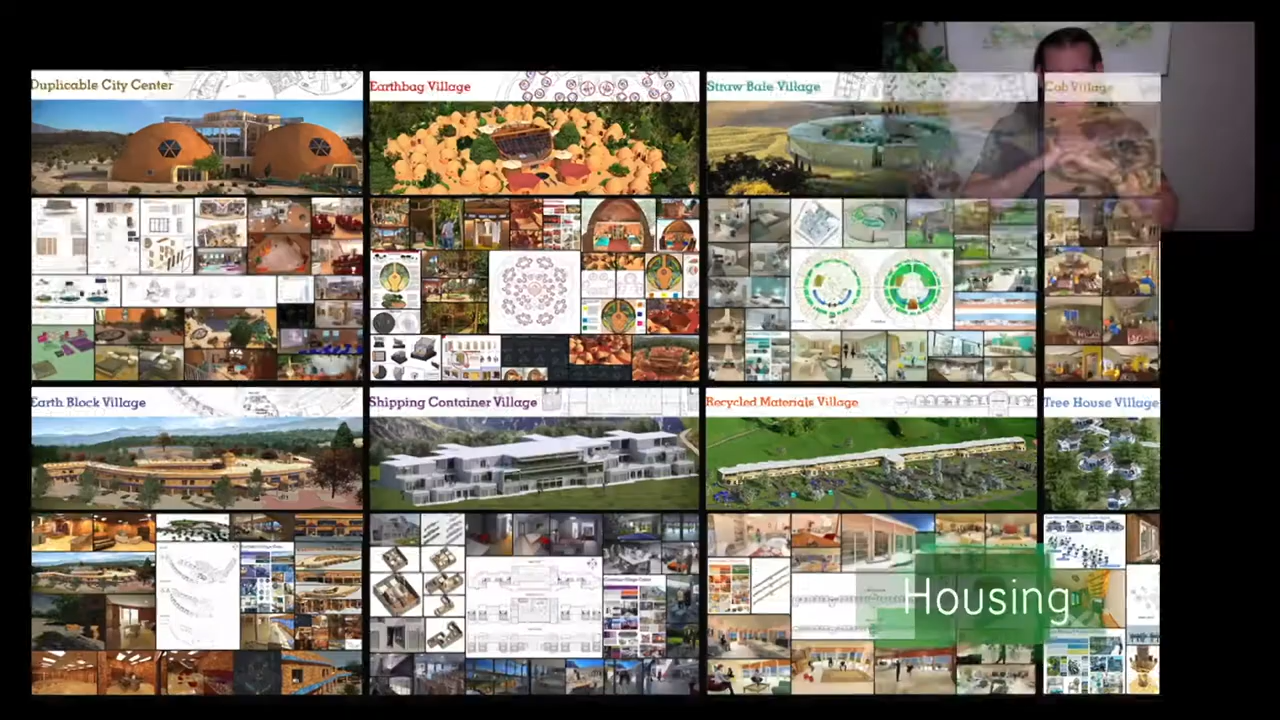 Duplicable City Center
Earthbag Village
Straw Bale Village
Cob Village
Earth Block Village
Shipping Container Village
Recycled Materials Village
Tree House Village
Housing